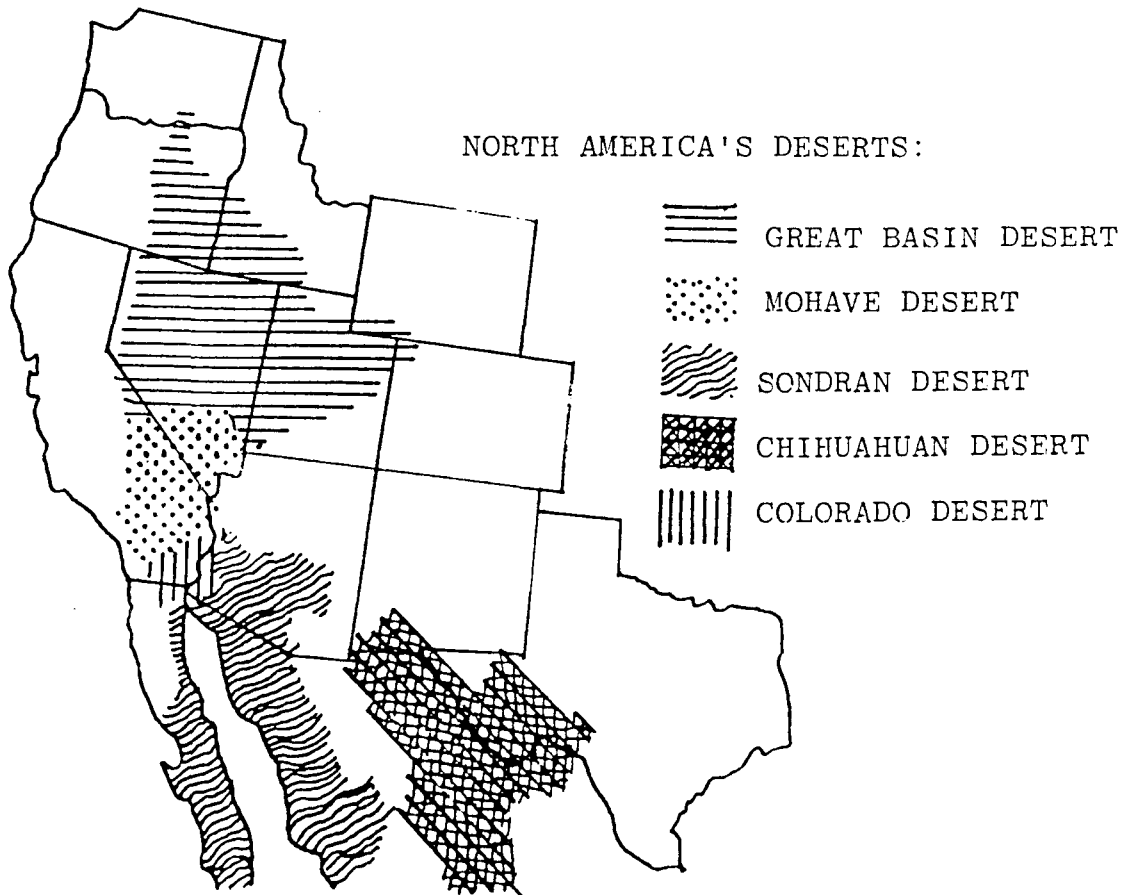 NORTH AMERICA'S DESERTS:
GREAT BASIN DESERT
MOHAVE DESERT
SONDRAN DESERT
CHIHUAHUAN DESERT
COLORADO DESERT